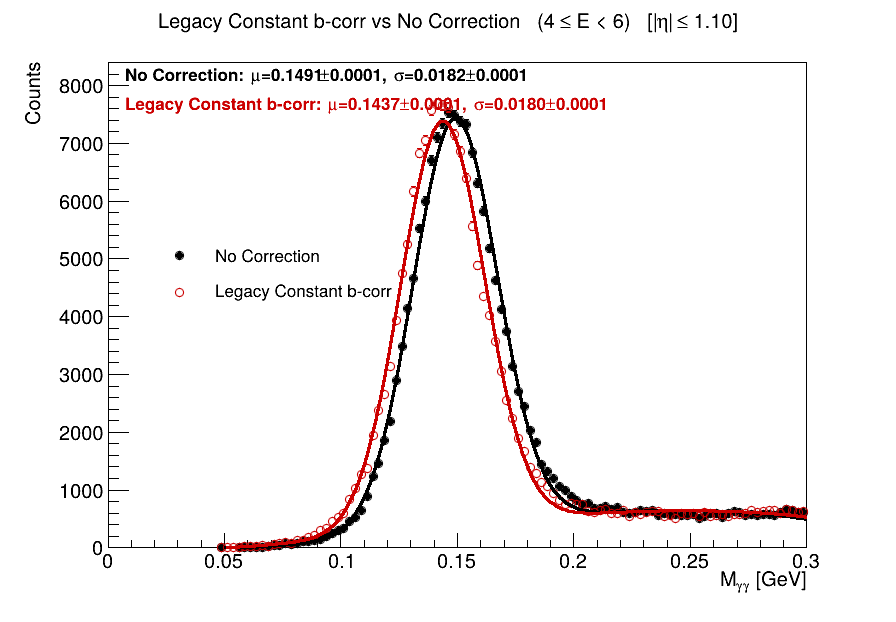 Legacy Constant b-corr vs No Correction (4 ≤ E < 6) [|η| ≤ 1.10]
Counts
No Correction: μ=0.1491±0.0001, σ=0.0182±0.0001
Legacy Constant b-corr: μ=0.1437±0.0001, σ=0.0180±0.0001
8000
7000
6000
5000
4000
3000
2000
1000
0
No Correction
Legacy Constant b-corr
0 0.05 0.1 0.15 0.2 0.25 0.3
Mγγ [GeV]